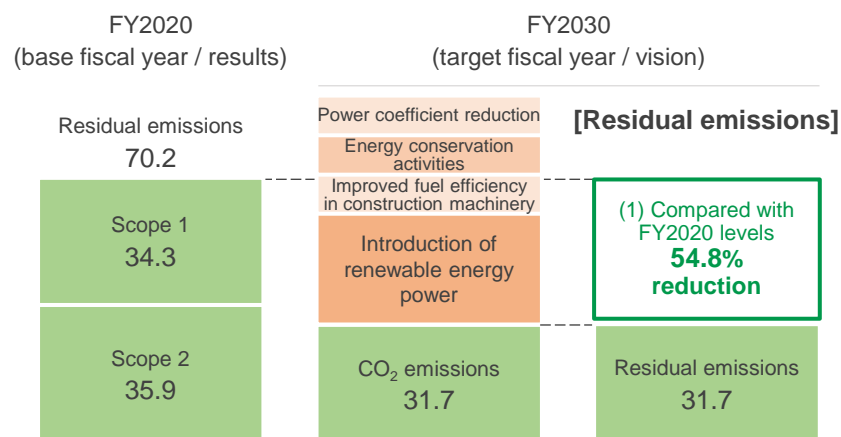 FY2020
(base fiscal year / results)
FY2030
(target fiscal year / vision)
Residual emissions
70.2
Scope 1
34.3
Scope 2
35.9
Power coefficient reduction
Energy conservation
activities
Improved fuel efficiency
in construction machinery
Introduction of
renewable energy
power
CO₂ emissions
31.7
[Residual emissions]
(1) Compared with
FY2020 levels
54.8%
reduction
Residual emissions
31.7